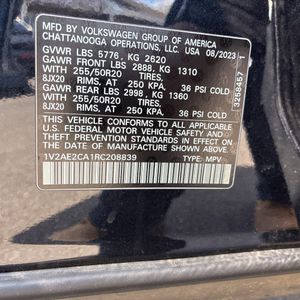 MFD. BY VOLKSWAGEN GROUP OF AMERICA
CHATTANOOGA OPERATIONS, LLC. USA 08/2023
GVWR LBS 5776, KG 2620
GAWR FRONT LBS 2888, KG 1310
WITH 255/50R20 TIRES,
8JX20 RIMS, AT 250 KPA, 36 PSI COLD
GAWR REAR LBS 2998, KG 1360
WITH 255/50R20 TIRES,
8JX20 RIMS, AT 250 KPA, 36 PSI COLD
THIS VEHICLE CONFORMS TO ALL APPLICABLE
FEDERAL MOTOR VEHICLE SAFETY AND
THEFT PREVENTION STANDARDS IN EFFECT ON
THE DATE OF MANUFACTURE SHOWN ABOVE.
1V2AE2CA1RC208839 TYPE: MPV
3258457 1